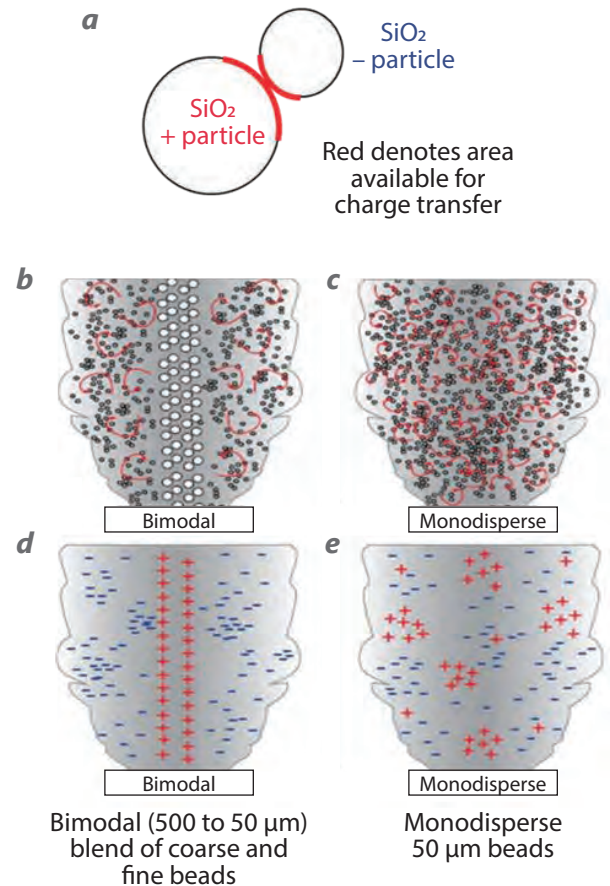 a
SiO₂
– particle
SiO₂
+ particle
Red denotes area
available for
charge transfer
b
c
Bimodal
Monodisperse
d
e
Bimodal
Monodisperse
Bimodal (500 to 50 µm)
blend of coarse and
fine beads
Monodisperse
50 µm beads